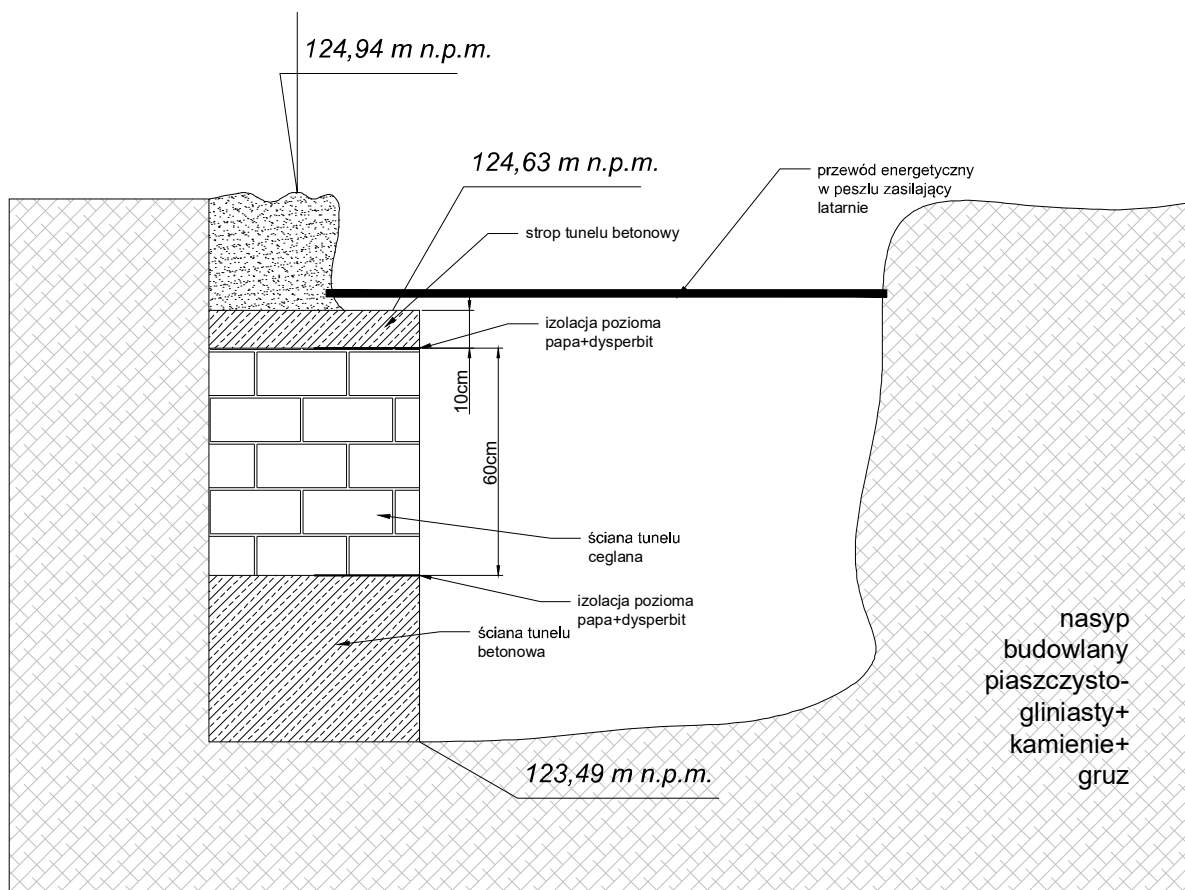 124,94 m n.p.m.
124,63 m n.p.m.
przewód energetyczny
w peszlu zasilający
latarnie
strop tunelu betonowy
izolacja pozioma
papa+dysperbit
10cm
60cm
ściana tunelu
ceglana
izolacja pozioma
papa+dysperbit
ściana tunelu
betonowa
nasyp
budowlany
piaszczysto-
gliniasty+
kamienie+
gruz
123,49 m n.p.m.